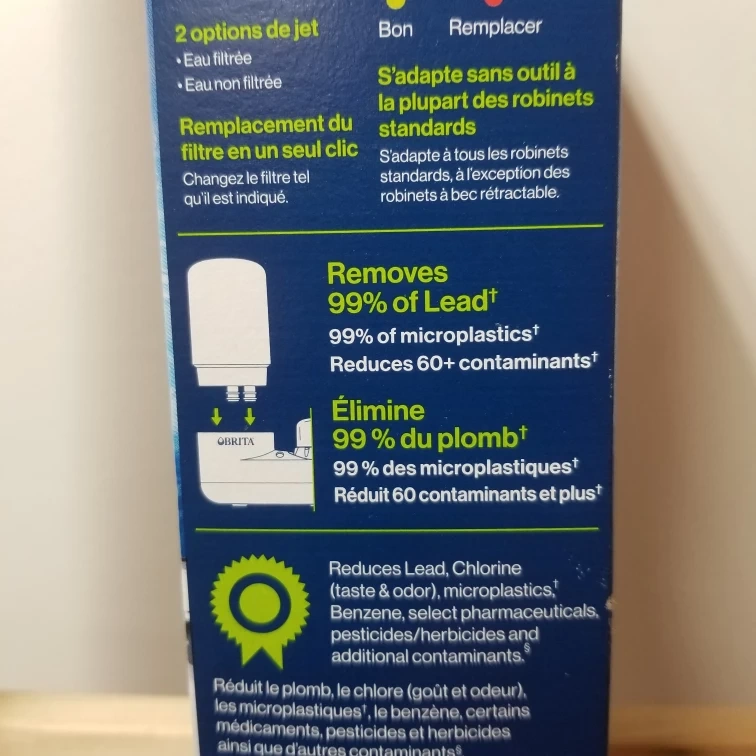 2 options de jet
• Eau filtrée
• Eau non filtrée
Remplacement du
filtre en un seul clic
Changez le filtre tel
qu'il est indiqué.
Bon Remplacer
S'adapte sans outil à
la plupart des robinets
standards
S'adapte à tous les robinets
standards, à l'exception des
robinets à bec rétractable.
Removes
99% of Lead†
99% of microplastics†
Reduces 60+ contaminants†
BRITA
Élimine
99 % du plomb†
99 % des microplastiques†
Réduit 60 contaminants et plus†
Reduces Lead, Chlorine
(taste & odor), microplastics,†
Benzene, select pharmaceuticals,
pesticides/herbicides and
additional contaminants.§
Réduit le plomb, le chlore (goût et odeur),
les microplastiques†, le benzène, certains
médicaments, pesticides et herbicides
ainsi que d'autres contaminants§